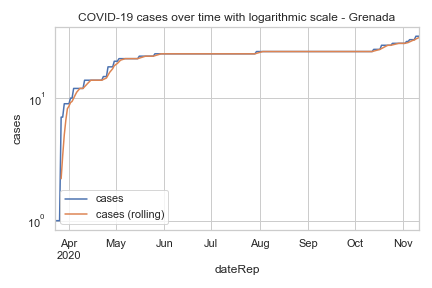 COVID-19 cases over time with logarithmic scale - Grenada
cases
10¹
10⁰
cases
cases (rolling)
Apr May Jun Jul Aug Sep Oct Nov
2020
dateRep